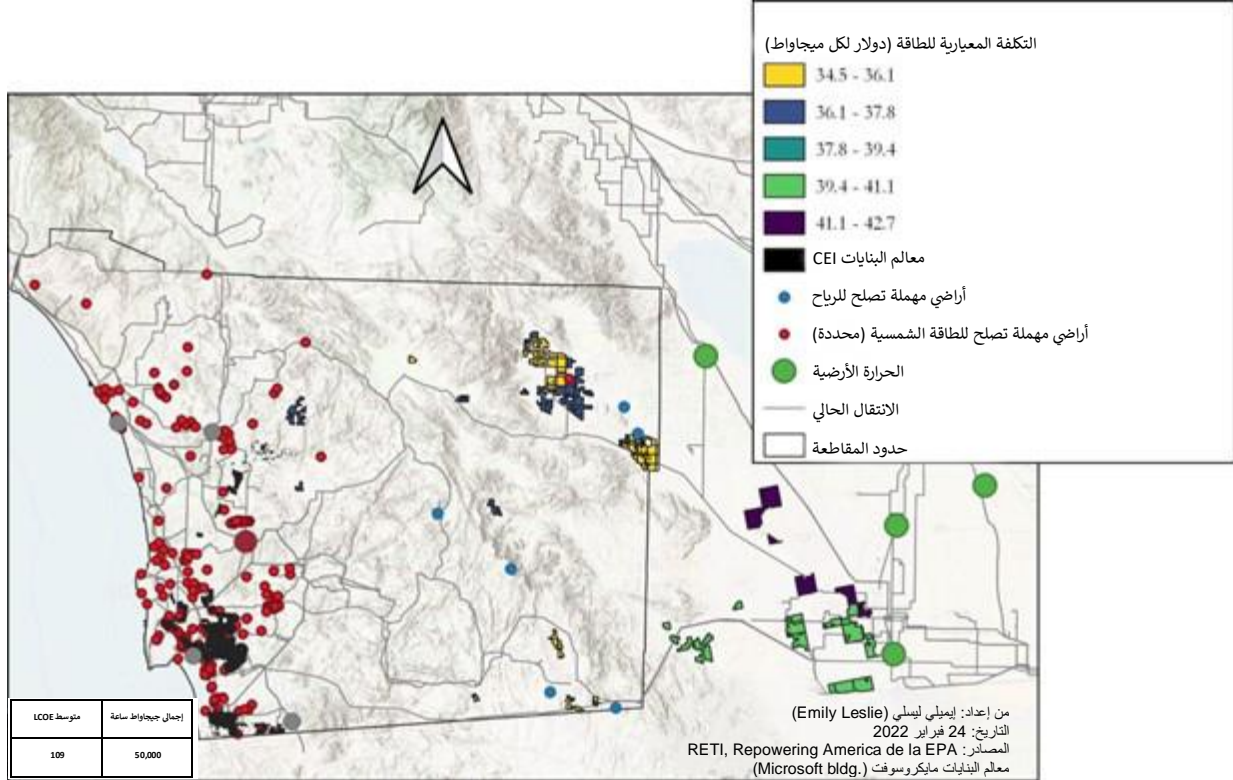 التكلفة المعيارية للطاقة (دولار لكل ميجاواط)
34.5 - 36.1
36.1 - 37.8
37.8 - 39.4
39.4 - 41.1
41.1 - 42.7
معالم البنايات CEI
أراضي مهملة تصلح للرياح
أراضي مهملة تصلح للطاقة الشمسية (محددة)
الحرارة الأرضية
الانتقال الحالي
حدود المقاطعة
إجمالي جيجاواط ساعة متوسط LCOE
50,000 109
من إعداد: إيميلي ليسلي (Emily Leslie)
التاريخ: 24 فبراير 2022
المصادر: RETI, Repowering America de la EPA
معالم البنايات مايكروسوفت (Microsoft bldg.)